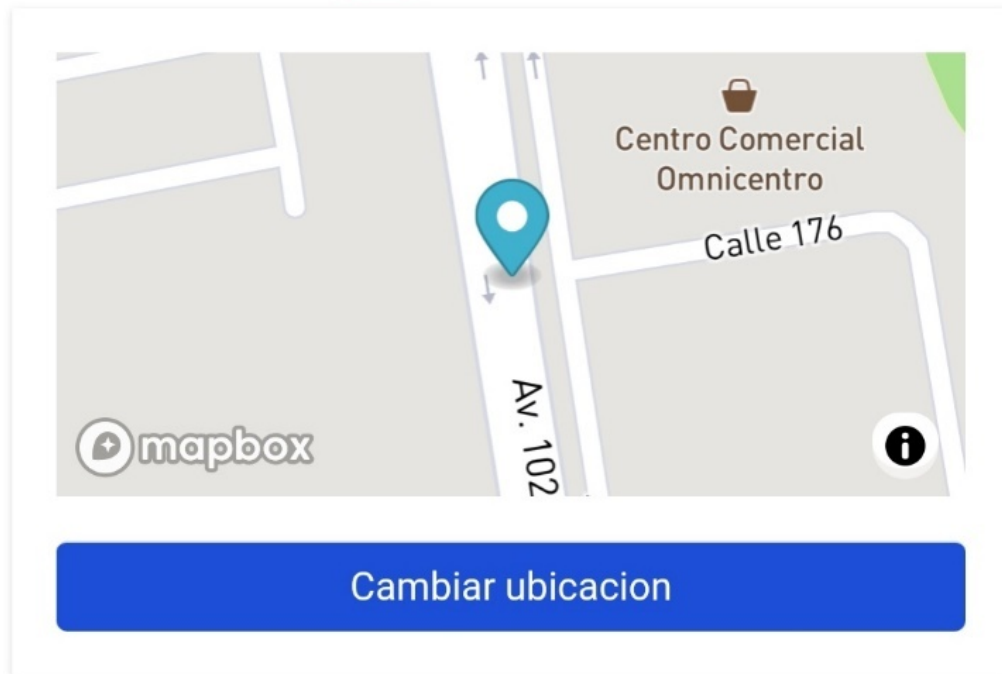 Centro Comercial
Omnicentro
Calle 176
Av. 102
mapbox
i
Cambiar ubicacion